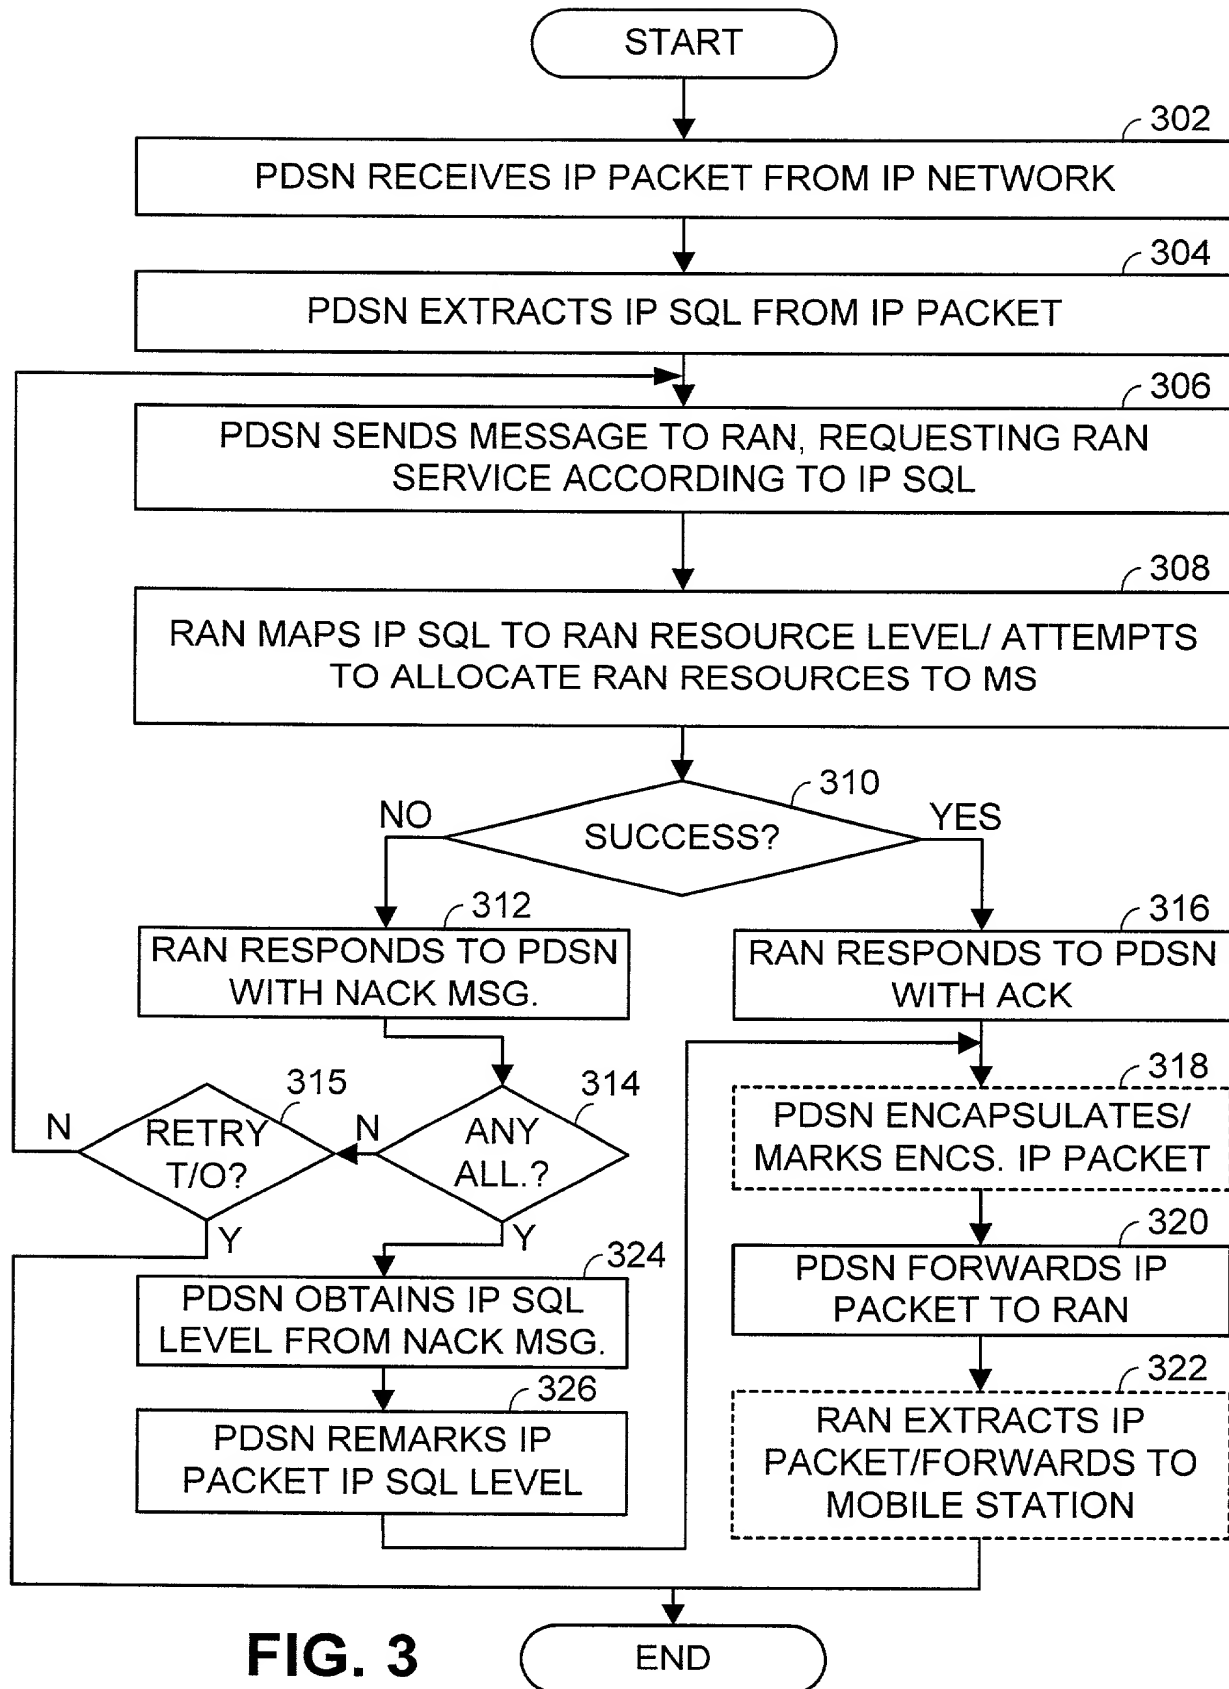 START
302
PDSN RECEIVES IP PACKET FROM IP NETWORK
304
PDSN EXTRACTS IP SQL FROM IP PACKET
306
PDSN SENDS MESSAGE TO RAN, REQUESTING RAN
SERVICE ACCORDING TO IP SQL
308
RAN MAPS IP SQL TO RAN RESOURCE LEVEL/ ATTEMPTS
TO ALLOCATE RAN RESOURCES TO MS
310
NO
SUCCESS?
YES
312
RAN RESPONDS TO PDSN
WITH NACK MSG.
316
RAN RESPONDS TO PDSN
WITH ACK
315
N
RETRY
T/O?
Y
314
N
ANY
ALL.?
Y
318
PDSN ENCAPSULATES/
MARKS ENCS. IP PACKET
324
PDSN OBTAINS IP SQL
LEVEL FROM NACK MSG.
320
PDSN FORWARDS IP
PACKET TO RAN
326
PDSN REMARKS IP
PACKET IP SQL LEVEL
322
RAN EXTRACTS IP
PACKET/FORWARDS TO
MOBILE STATION
FIG. 3
END